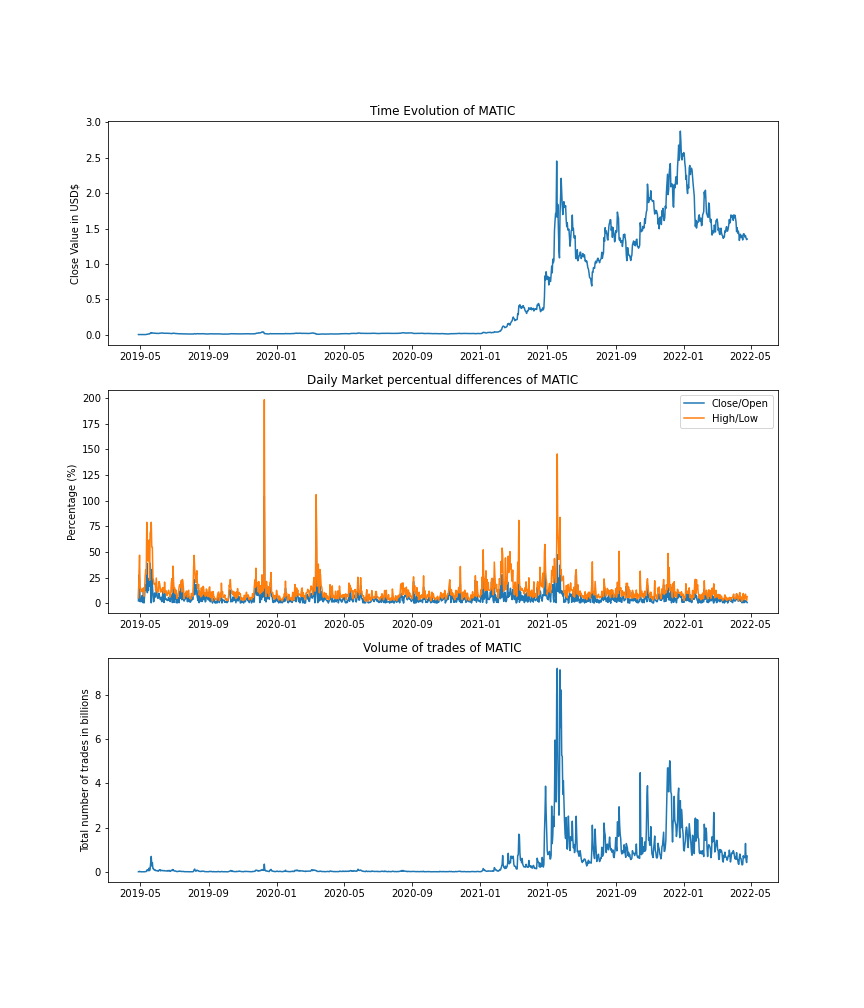 Time Evolution of MATIC
Close Value in USD$
3.0
2.5
2.0
1.5
1.0
0.5
0.0
2019-05 2019-09 2020-01 2020-05 2020-09 2021-01 2021-05 2021-09 2022-01 2022-05
Daily Market percentual differences of MATIC
Percentage (%)
200
175
150
125
100
75
50
25
0
Close/Open
High/Low
2019-05 2019-09 2020-01 2020-05 2020-09 2021-01 2021-05 2021-09 2022-01 2022-05
Volume of trades of MATIC
Total number of trades in billions
8
6
4
2
0
2019-05 2019-09 2020-01 2020-05 2020-09 2021-01 2021-05 2021-09 2022-01 2022-05